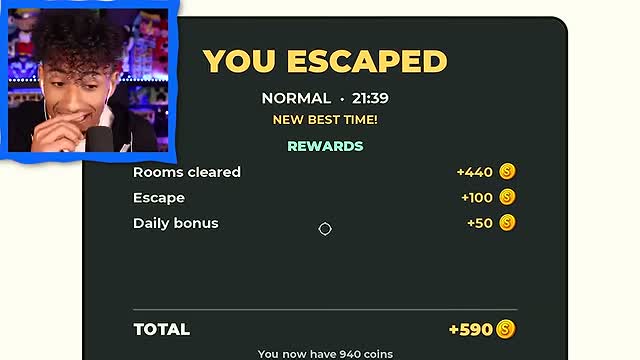 YOU ESCAPED
NORMAL · 21:39
NEW BEST TIME!
REWARDS
Rooms cleared +440
Escape +100
Daily bonus +50
TOTAL +590
You now have 940 coins